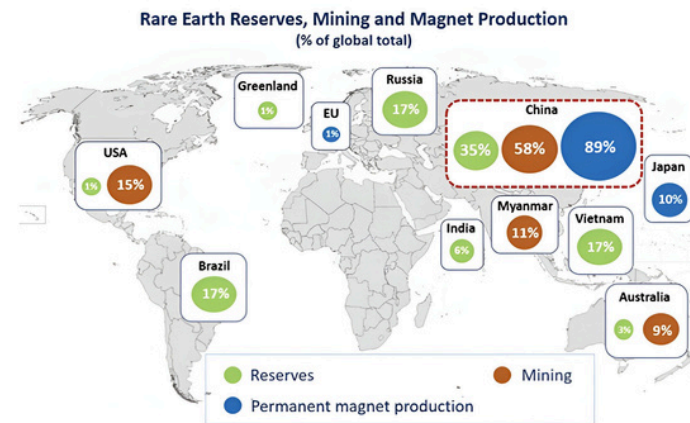 Rare Earth Reserves, Mining and Magnet Production
(% of global total)
Greenland
1%
EU
1%
Russia
17%
China
35% 58% 89%
USA
1% 15%
Japan
10%
Myanmar
11%
India
6%
Vietnam
17%
Brazil
17%
Australia
3% 9%
Reserves
Mining
Permanent magnet production